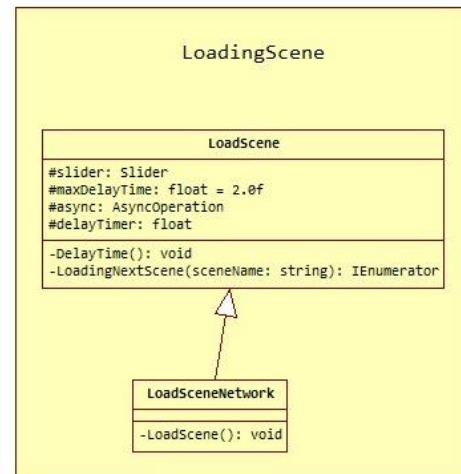 LoadingScene
LoadScene
#slider: Slider
#maxDelayTime: float = 2.0f
#async: AsyncOperation
#delayTimer: float
-DelayTime(): void
-LoadingNextScene(sceneName: string): IEnumerator
LoadSceneNetwork
-LoadScene(): void